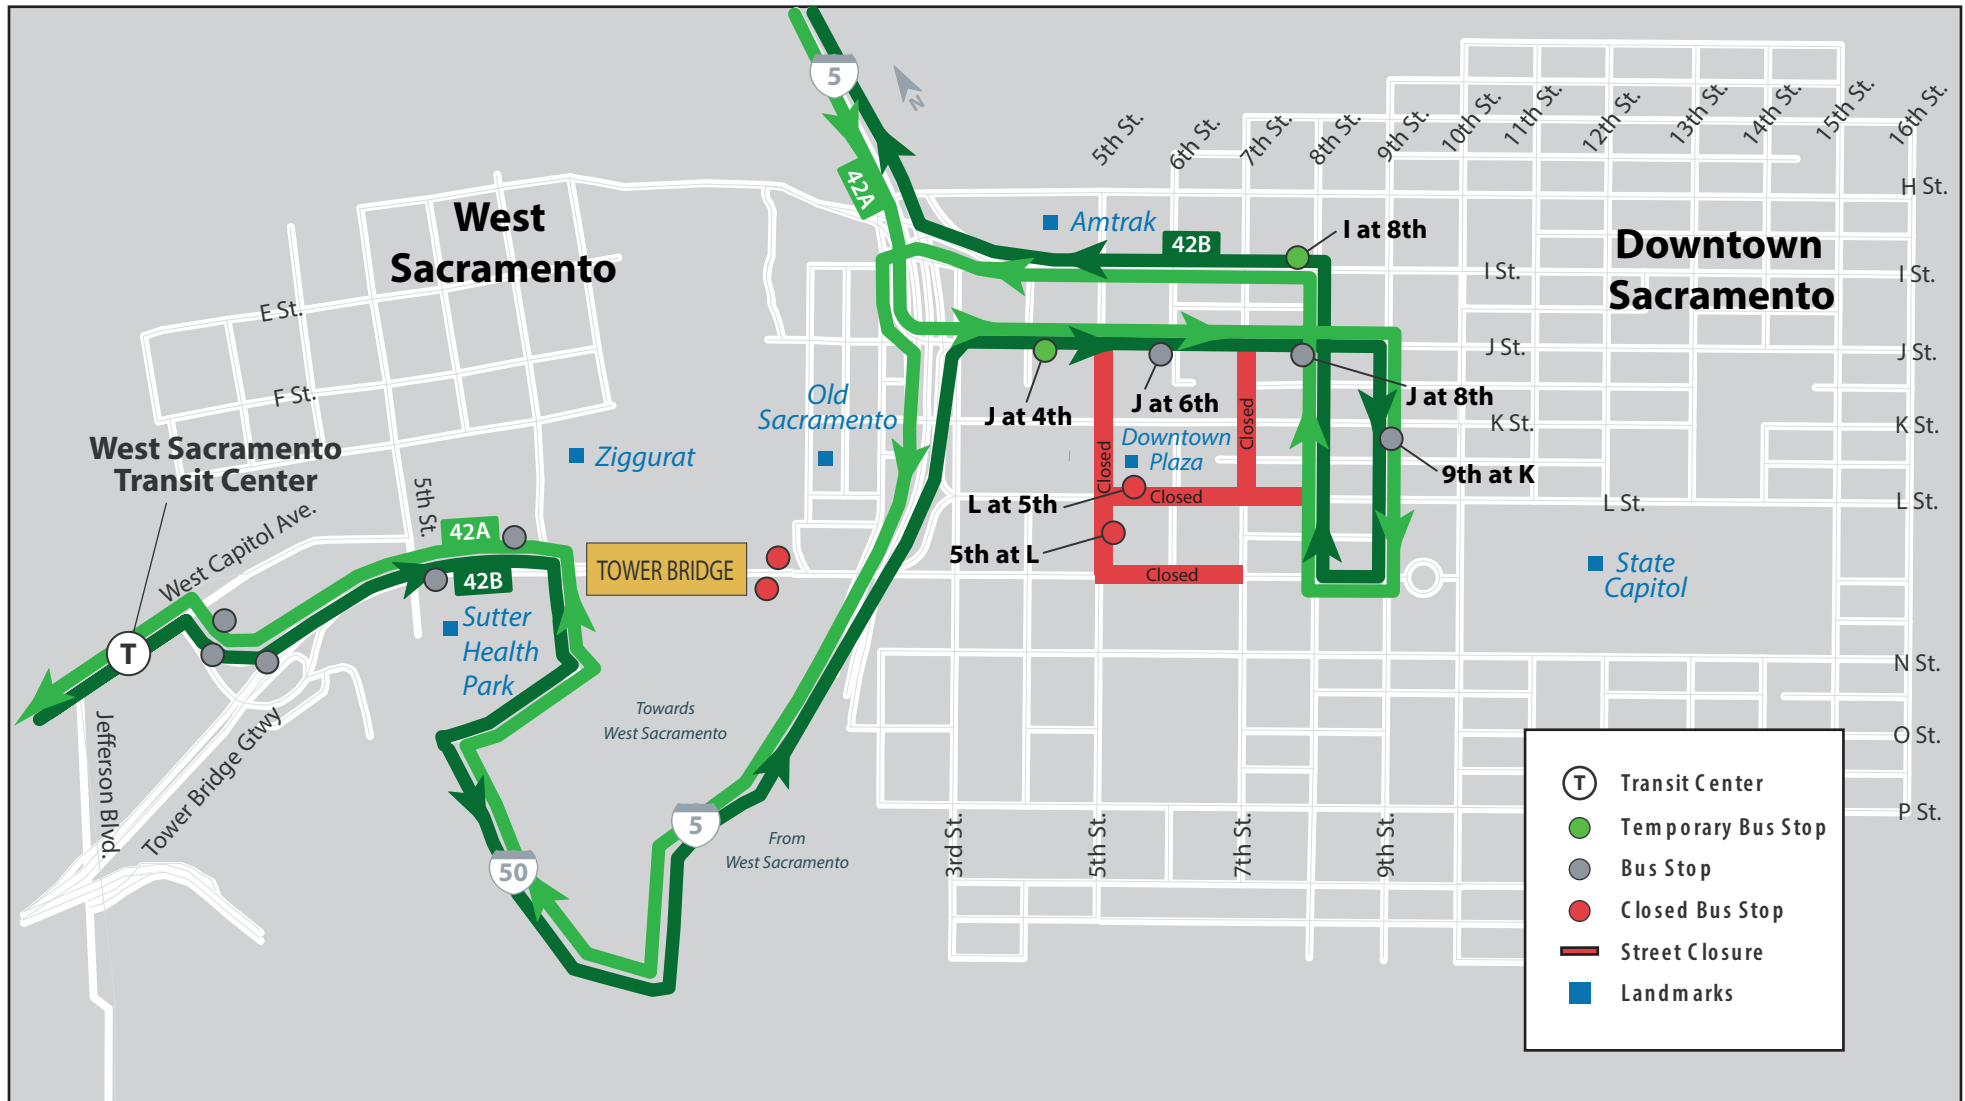 5
N
42A
5th St.
6th St.
7th St.
8th St.
9th St.
10th St.
11th St.
12th St.
13th St.
14th St.
15th St.
16th St.
H St.
West
Sacramento
Amtrak
42B
I at 8th
Downtown
Sacramento
I St.
I St.
E St.
F St.
J St.
J St.
Old
Sacramento
J at 4th
J at 6th
J at 8th
Closed
Closed
Downtown
Plaza
K St.
K St.
West Sacramento
Transit Center
Ziggurat
9th at K
L at 5th
Closed
L St.
L St.
5th St.
West Capitol Ave.
42A
42B
TOWER BRIDGE
5th at L
Closed
State
Capitol
T
Sutter
Health
Park
N St.
Towards
West Sacramento
Jefferson Blvd.
Tower Bridge Gtwy
O St.
5
From
West Sacramento
50
3rd St.
5th St.
7th St.
9th St.
P St.
T
Transit Center
Temporary Bus Stop
Bus Stop
Closed Bus Stop
Street Closure
Landmarks